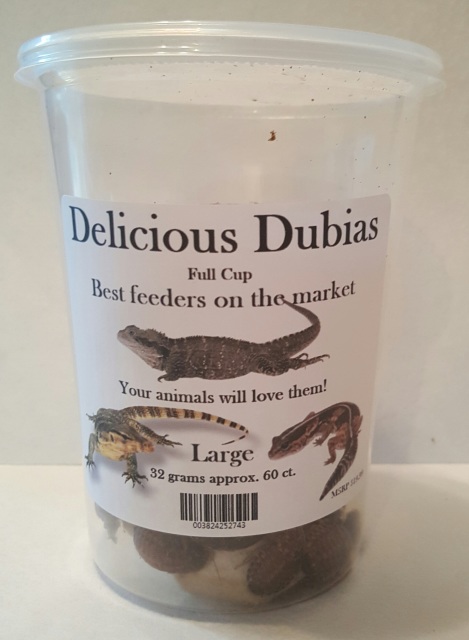 Delicious Dubias
Full Cup
Best feeders on the market
Your animals will love them!
Large
32 grams approx. 60 ct.
MSRP
003824252743